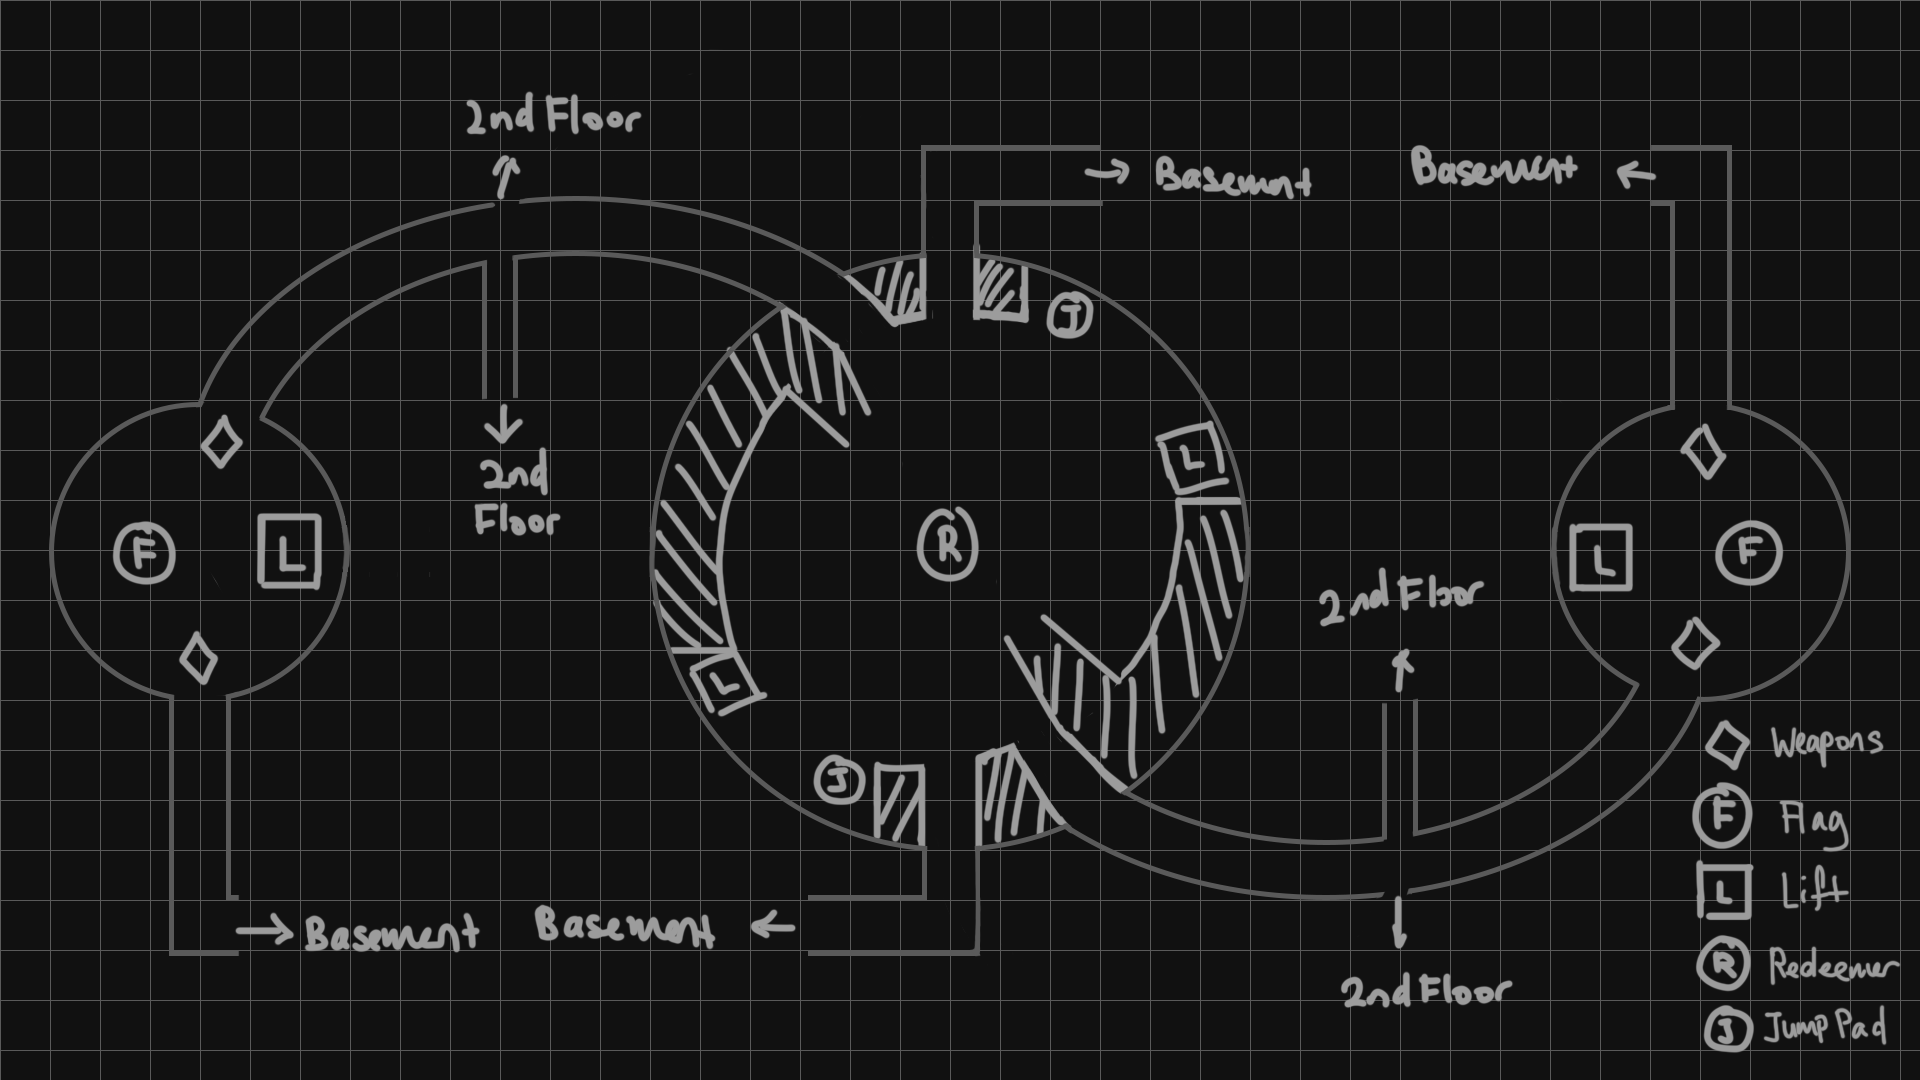 2nd Floor
Basement
Basement
J
L
2nd
Floor
F
L
R
L
F
2nd Floor
L
J
Weapons
F Flag
L Lift
Basement
Basement
R Redeemer
2nd Floor
J Jump Pad